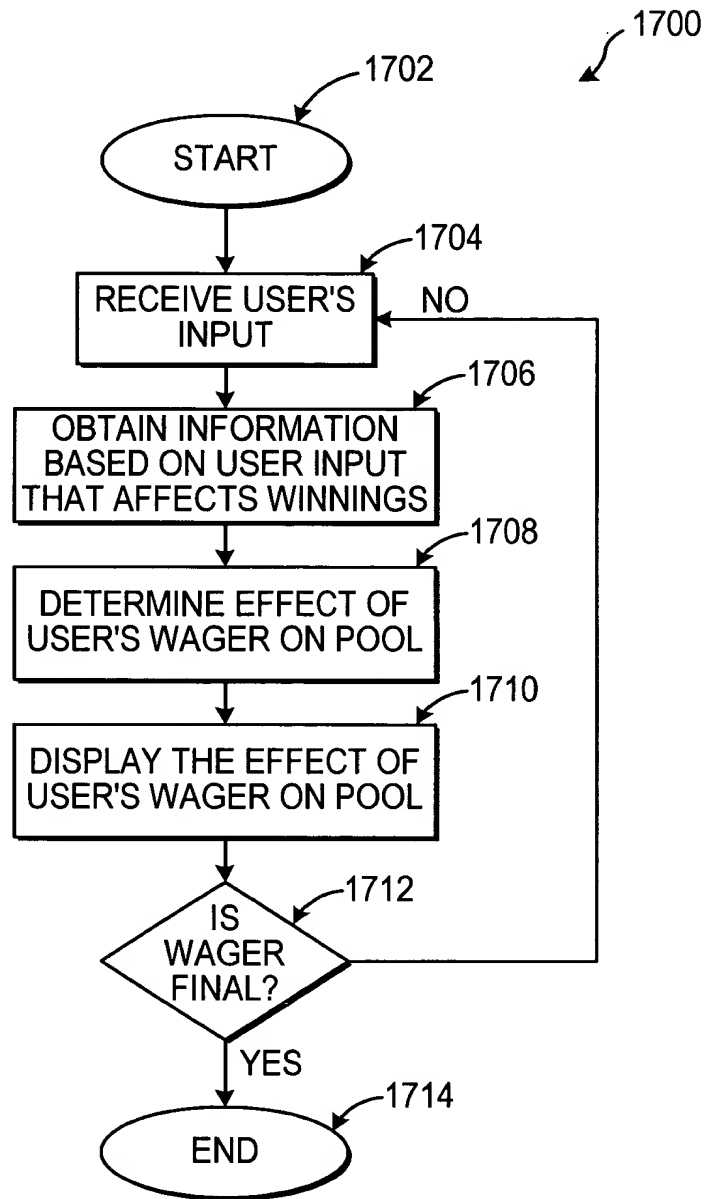 1700
1702
START
1704
RECEIVE USER'S
INPUT
NO
1706
OBTAIN INFORMATION
BASED ON USER INPUT
THAT AFFECTS WINNINGS
1708
DETERMINE EFFECT OF
USER'S WAGER ON POOL
1710
DISPLAY THE EFFECT OF
USER'S WAGER ON POOL
1712
IS
WAGER
FINAL?
YES
1714
END